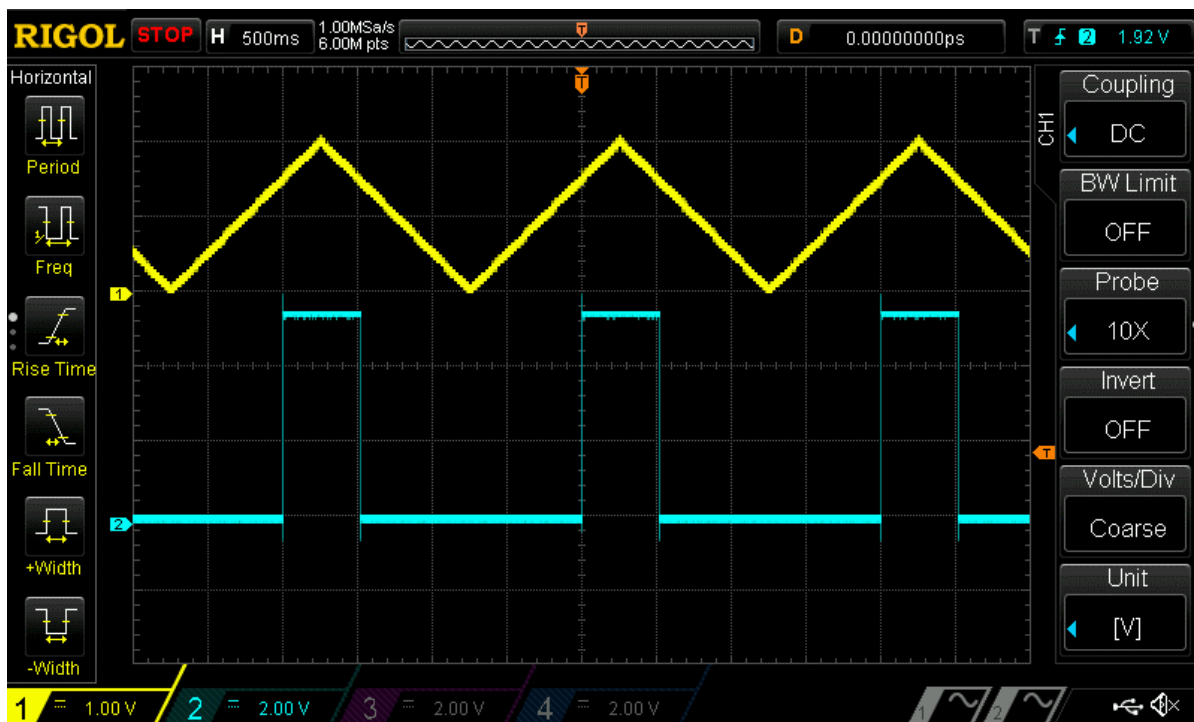 RIGOL STOP H 500ms 1.00MSa/s
6.00M pts
T
D 0.00000000ps
T 2 1.92 V
Horizontal
Period
Freq
Rise Time
Fall Time
+Width
-Width
T
1
2
T
CH1
Coupling
DC
BW Limit
OFF
Probe
10X
Invert
OFF
Volts/Div
Coarse
Unit
[V]
1 1.00 V 2 2.00 V 3 2.00 V 4 2.00 V 1 2